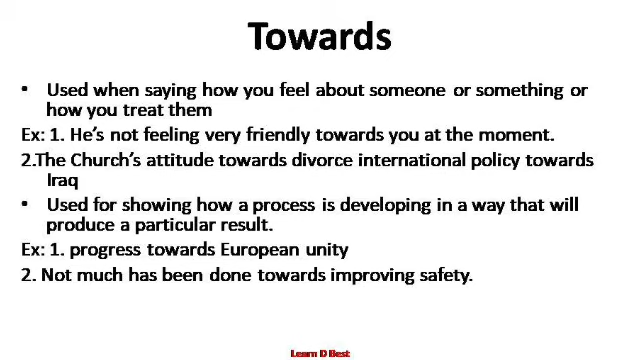 Towards
• Used when saying how you feel about someone or something or
how you treat them
Ex: 1. He's not feeling very friendly towards you at the moment.
2.The Church's attitude towards divorce international policy towards
Iraq
• Used for showing how a process is developing in a way that will
produce a particular result.
Ex: 1. progress towards European unity
2. Not much has been done towards improving safety.
Learn D Best